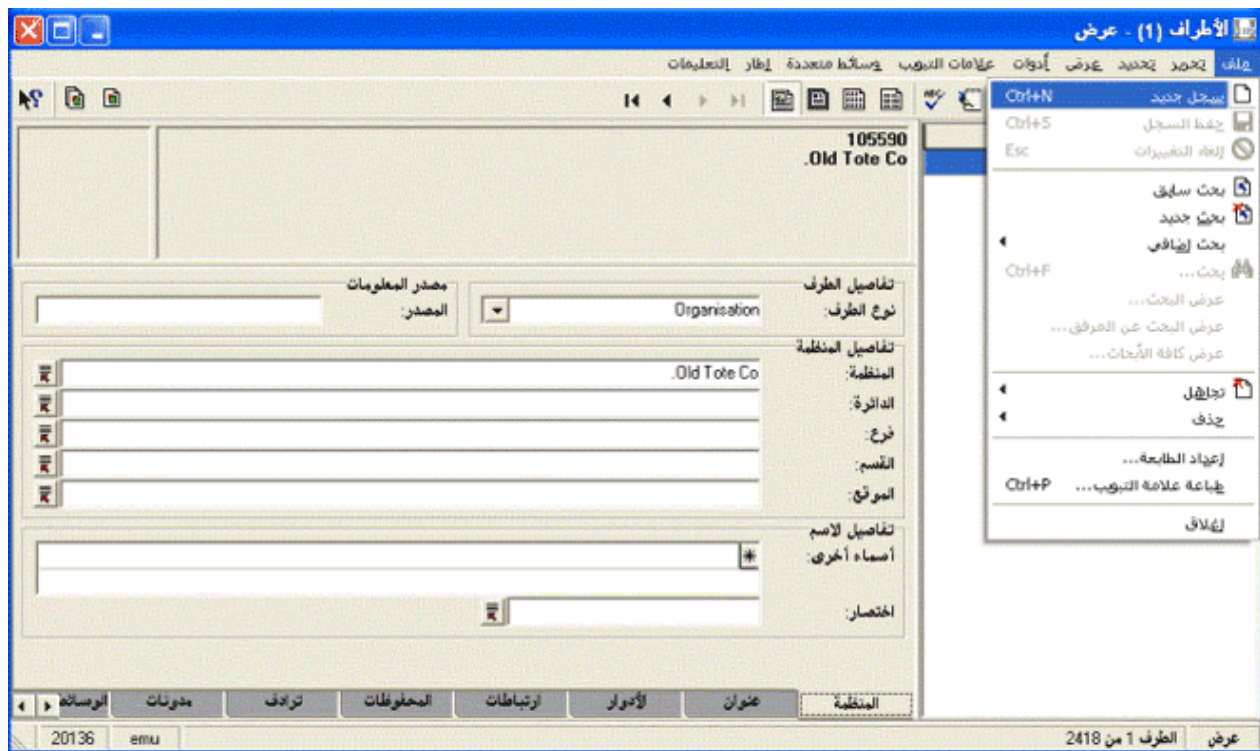 الأطراف (1) - عرض
ملف تحرير تحديد عرض أدوات علامات التبويب وسائط متعددة إطار التعليمات
سجل جديد Ctrl+N
حفظ السجل Ctrl+S
إلغاء التغييرات Esc
بحث سابق
بحث جديد
بحث إضافي
بحث... Ctrl+F
عرض البحث...
عرض البحث عن المرفق...
عرض كافة الأبحاث...
تجاهل
حذف
إعداد الطابعة...
طباعة علامة التبويب... Ctrl+P
إغلاق
105590
.Old Tote Co
تفاصيل الطرف
نوع الطرف: Organisation
مصدر المعلومات
المصدر:
تفاصيل المنظمة
المنظمة: .Old Tote Co
الدائرة:
فرع:
القسم:
الموقع:
تفاصيل الاسم
أسماء أخرى:
اختصار:
المنظمة عنوان الأدوار ارتباطات المحفوظات ترادف مدونات الوسائط
عرض الطرف 1 من 2418 emu 20136